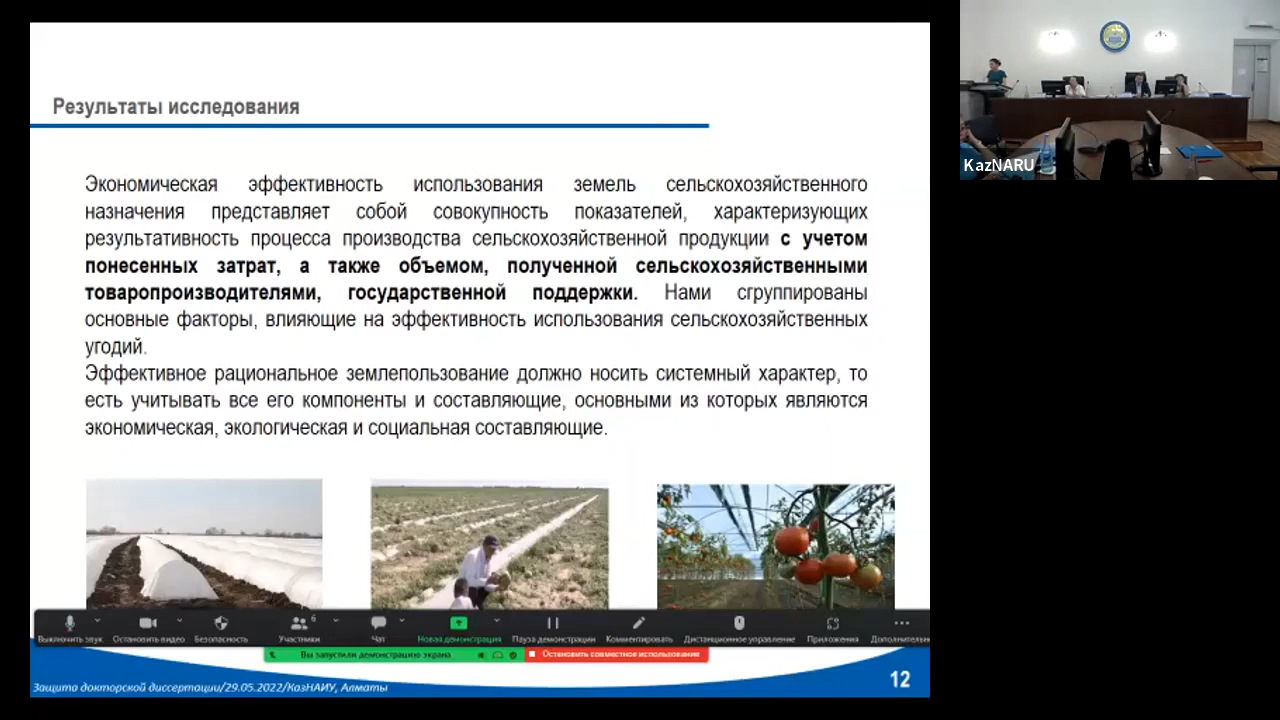 Результаты исследования
Экономическая эффективность использования земель сельскохозяйственного
назначения представляет собой совокупность показателей, характеризующих
результативность процесса производства сельскохозяйственной продукции с учетом
понесенных затрат, а также объемом, полученной сельскохозяйственными
товаропроизводителями, государственной поддержки. Нами сгруппированы
основные факторы, влияющие на эффективность использования сельскохозяйственных
угодий.
Эффективное рациональное землепользование должно носить системный характер, то
есть учитывать все его компоненты и составляющие, основными из которых являются
экономическая, экологическая и социальная составляющие.
6
Выключить звук Остановить видео Безопасность Участники Чат Новая демонстрация Пауза демонстрации Комментировать Дистанционное управление Приложения Дополнительн
Вы запустили демонстрацию экрана Остановить совместное использование
Защита докторской диссертации/29.05.2022/КазНАИУ, Алматы
12
KazNARU